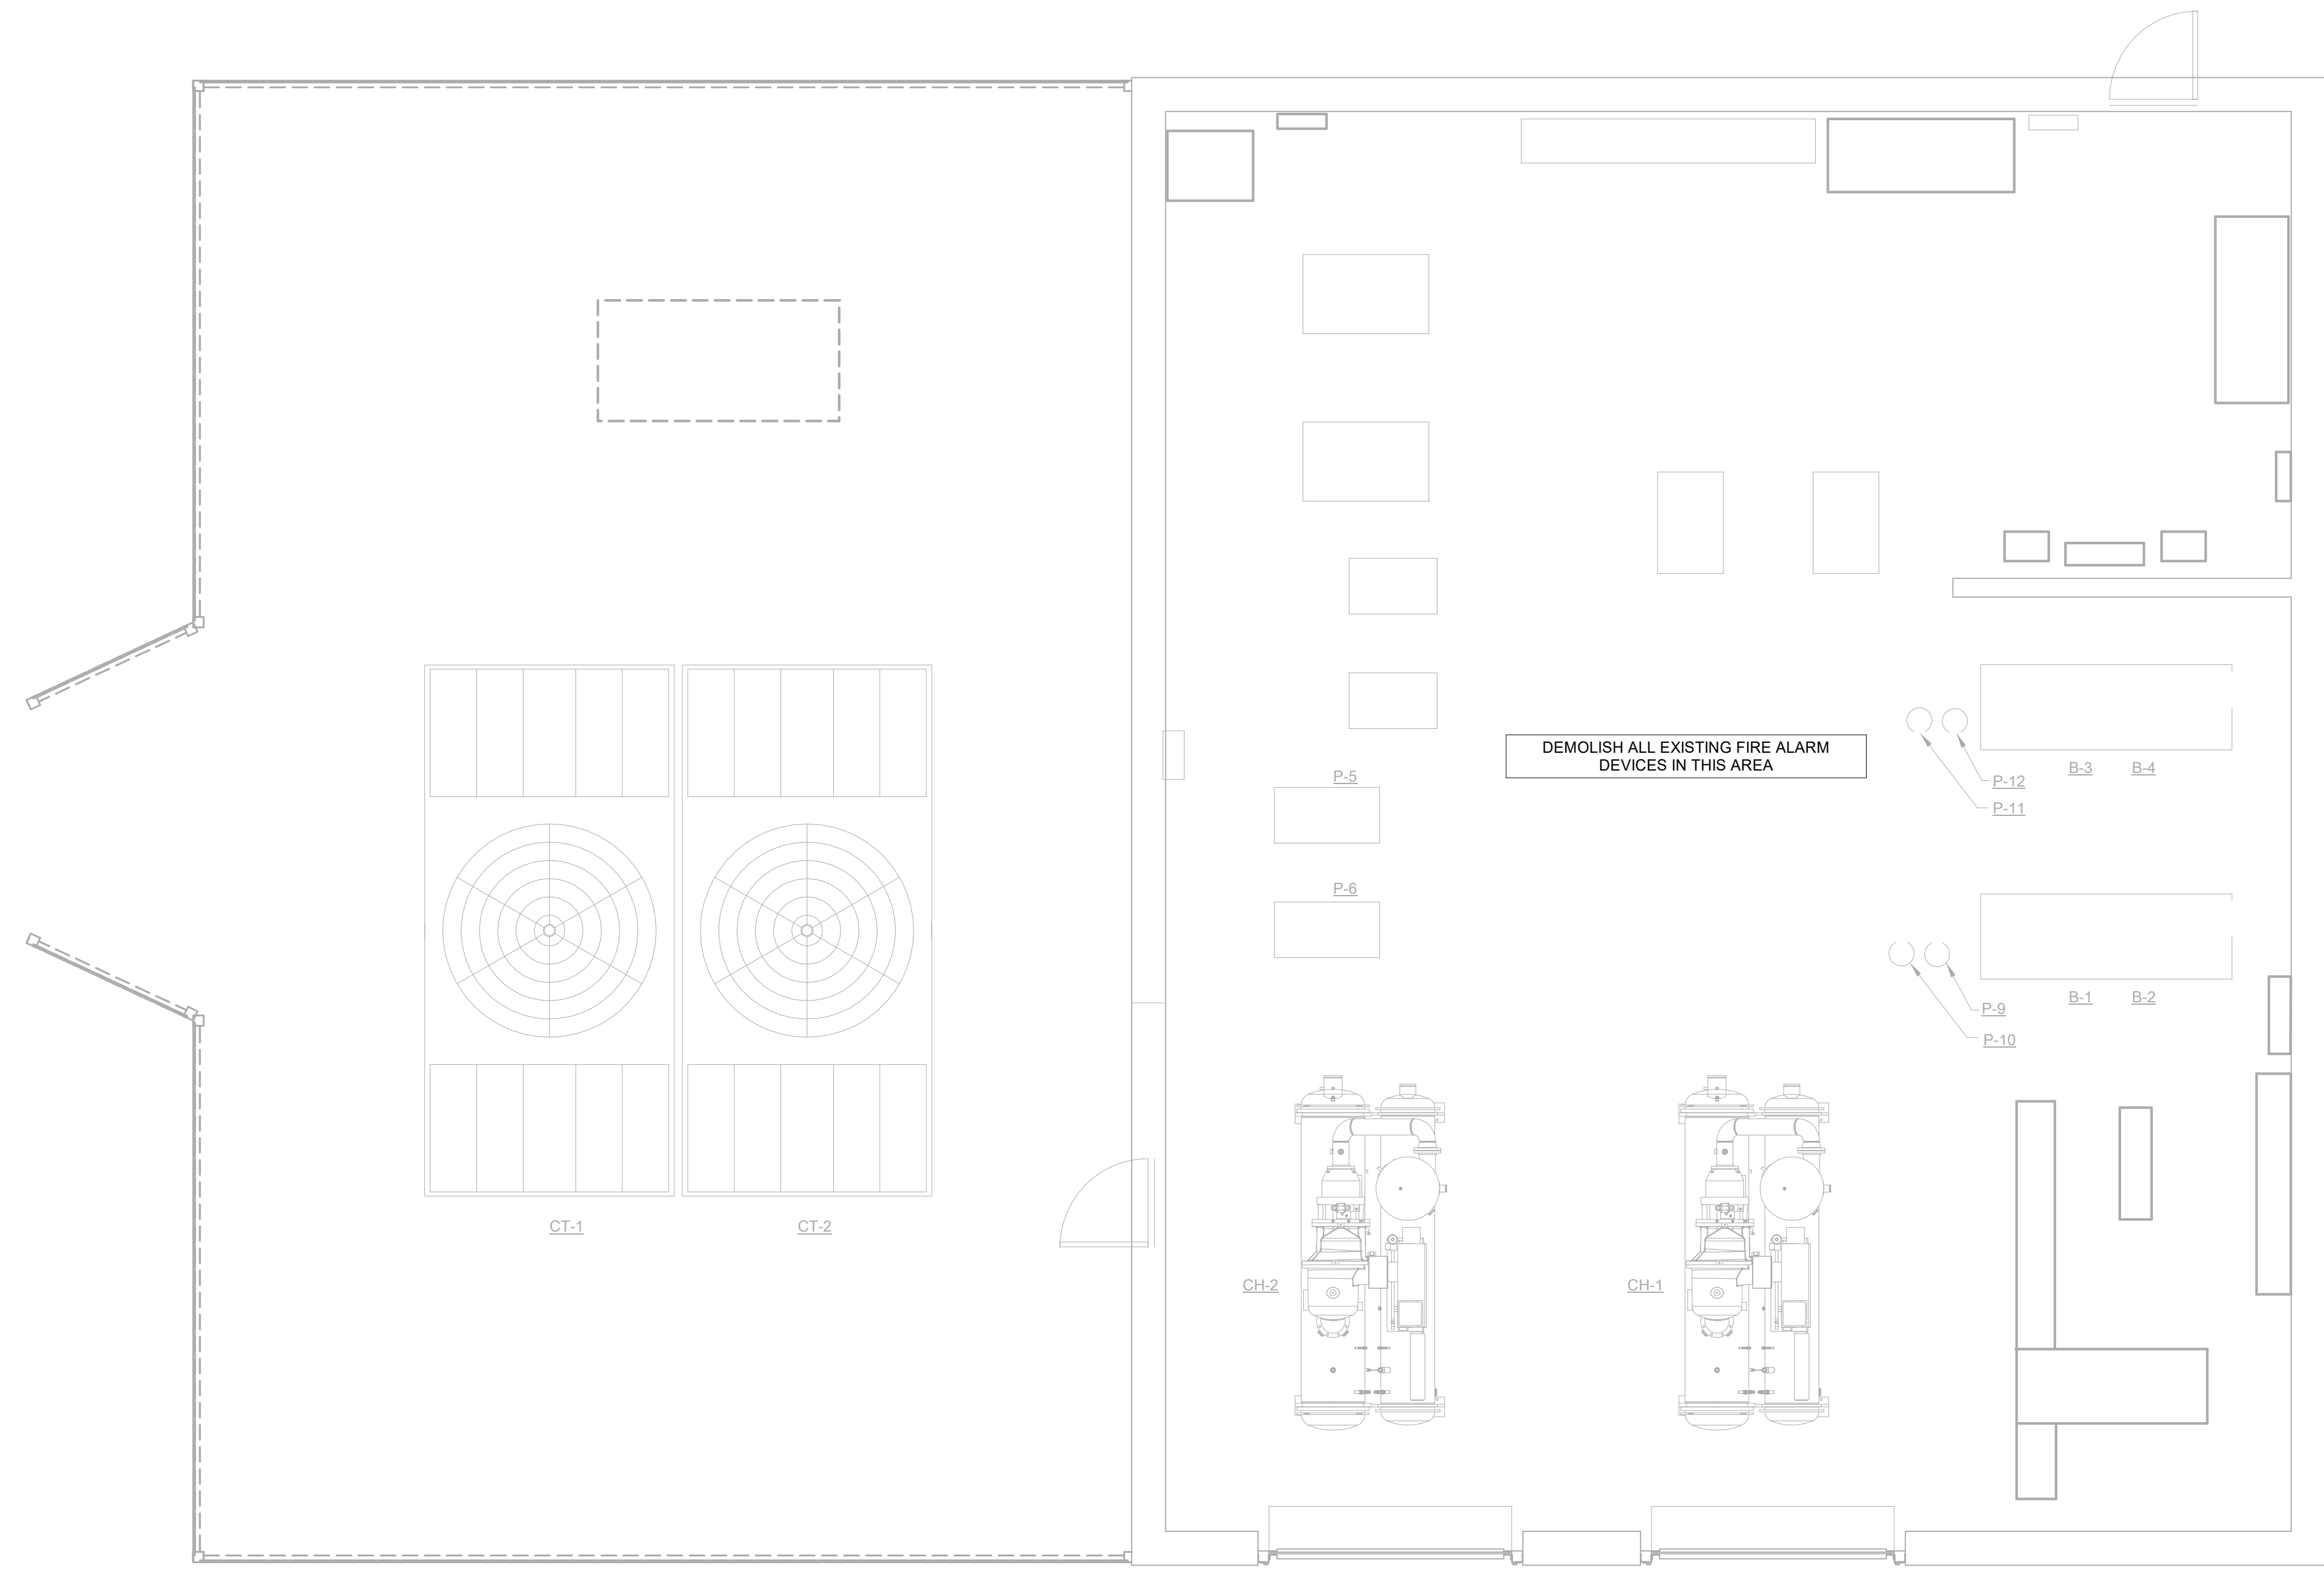 DEMOLISH ALL EXISTING FIRE ALARM
DEVICES IN THIS AREA
P-5
P-12
B-3
B-4
P-11
P-6
B-1
B-2
P-9
P-10
CT-1
CT-2
CH-2
CH-1